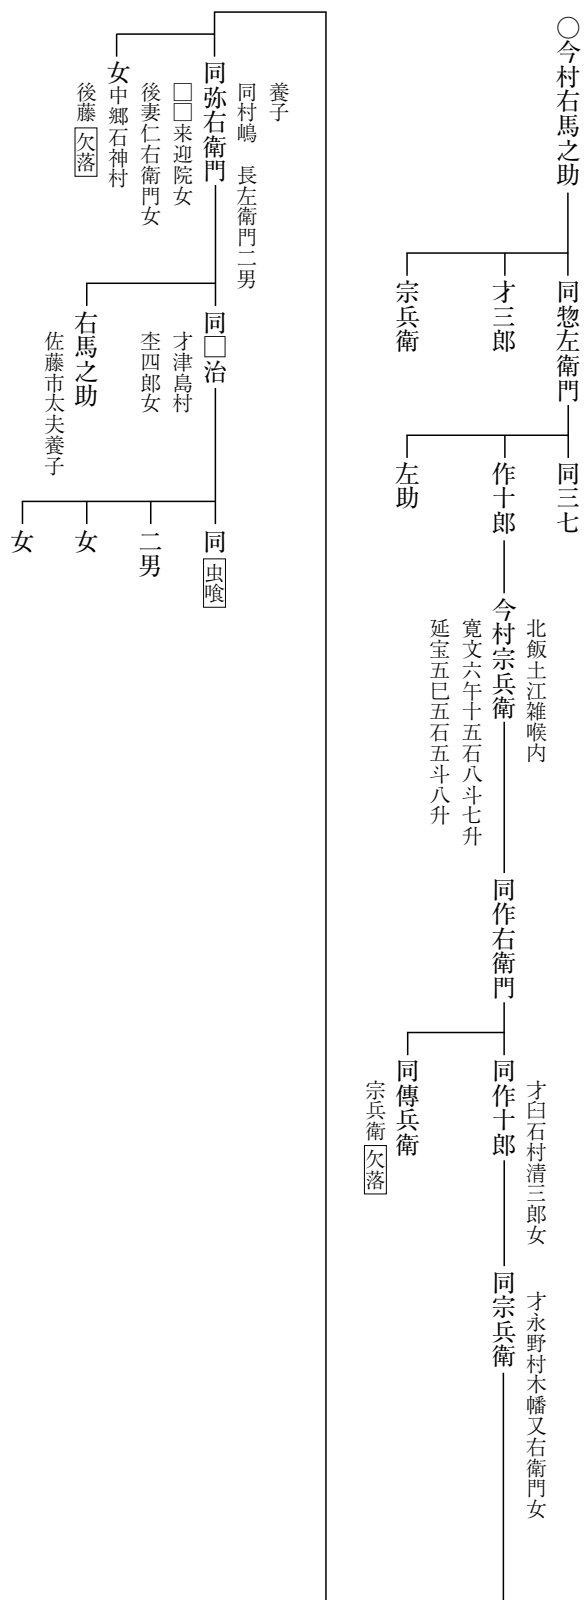 ○今村右馬之助
同惣左衛門
才三郎
宗兵衛
同三七
作十郎
左助
北飯土江雑喉内
今村宗兵衛
寛文六午十五石八斗七升
延宝五巳五石五斗八升
同作右衛門
才臼石村清三郎女
同作十郎
同傳兵衛
宗兵衛欠落
才永野村木幡又右衛門女
同宗兵衛
養子
同村嶋　長左衛門二男
同弥右衛門
□□来迎院女
後妻仁右衛門女
女中郷石神村
後藤欠落
同□治
才津島村
杢四郎女
右馬之助
佐藤市太夫養子
同虫喰
二男
女
女